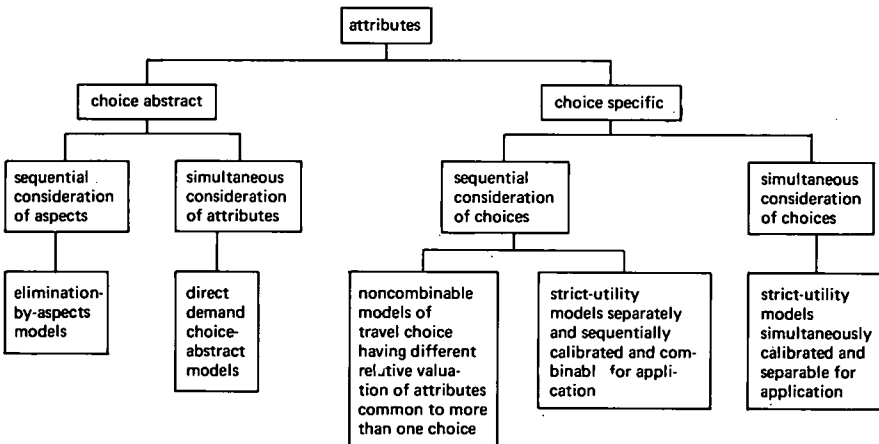 attributes
choice abstract
choice specific
sequential
consideration
of aspects
simultaneous
consideration
of attributes
sequential
consideration
of choices
simultaneous
consideration
of choices
elimination-
by-aspects
models
direct
demand
choice-
abstract
models
noncombinable
models of
travel choice
having different
relative valua-
tion of attributes
common to more
than one choice
strict-utility
models separately
and sequentially
calibrated and com-
binabl for appli-
cation
strict-utility
models
simultaneously
calibrated and
separable for
application